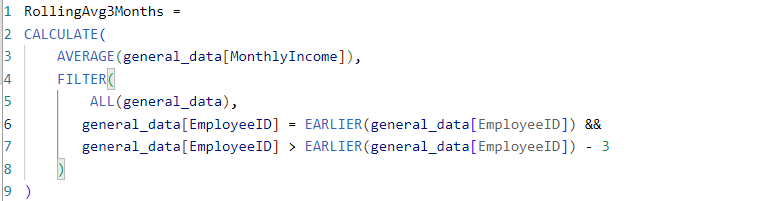 1 RollingAvg3Months =
2 CALCULATE(
3 AVERAGE(general_data[MonthlyIncome]),
4 FILTER(
5 ALL(general_data),
6 general_data[EmployeeID] = EARLIER(general_data[EmployeeID]) &&
7 general_data[EmployeeID] > EARLIER(general_data[EmployeeID]) - 3
8 )
9 )